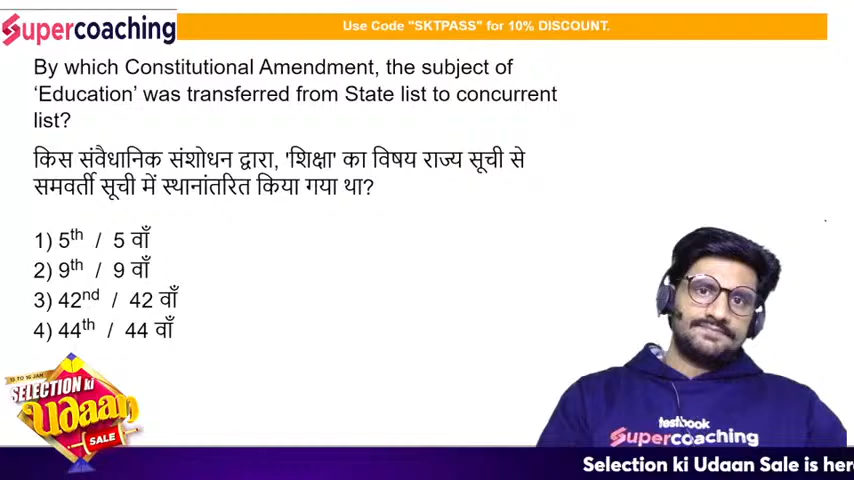 Supercoaching
Use Code "SKTPASS" for 10% DISCOUNT.
By which Constitutional Amendment, the subject of
‘Education’ was transferred from State list to concurrent
list?
किस संवैधानिक संशोधन द्वारा, 'शिक्षा' का विषय राज्य सूची से
समवर्ती सूची में स्थानांतरित किया गया था?
1) 5th / 5 वाँ
2) 9th / 9 वाँ
3) 42nd / 42 वाँ
4) 44th / 44 वाँ
SELECTION ki
Udaan
SALE
testbook
Supercoaching
Selection ki Udaan Sale is here